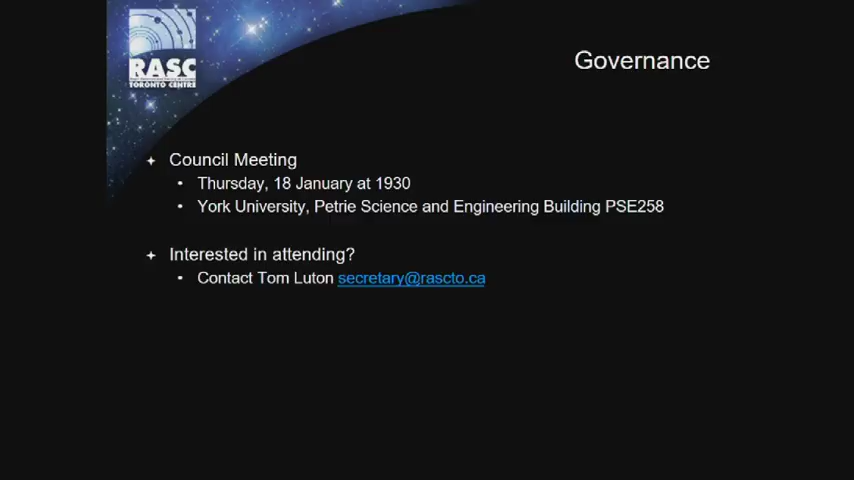 RASC
TORONTO CENTRE
Governance
Council Meeting
Thursday, 18 January at 1930
York University, Petrie Science and Engineering Building PSE258
Interested in attending?
Contact Tom Luton secretary@rascto.ca